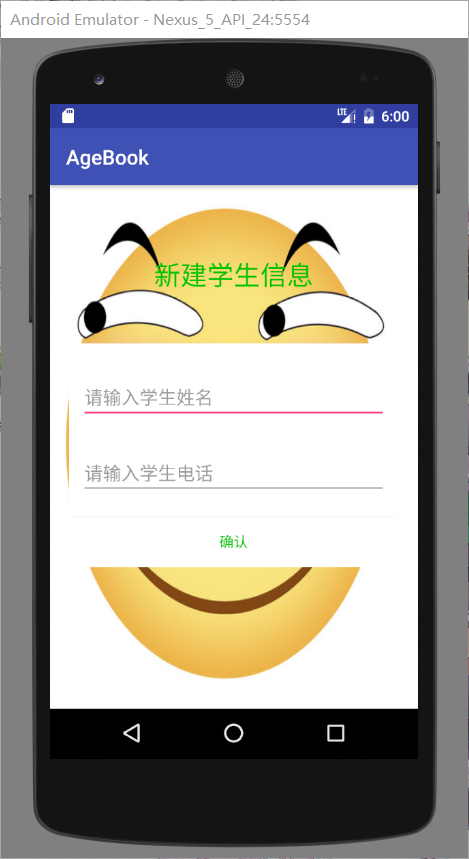 Android Emulator - Nexus_5_API_24:5554
LTE 6:00
AgeBook
新建学生信息
请输入学生姓名
请输入学生电话
确认